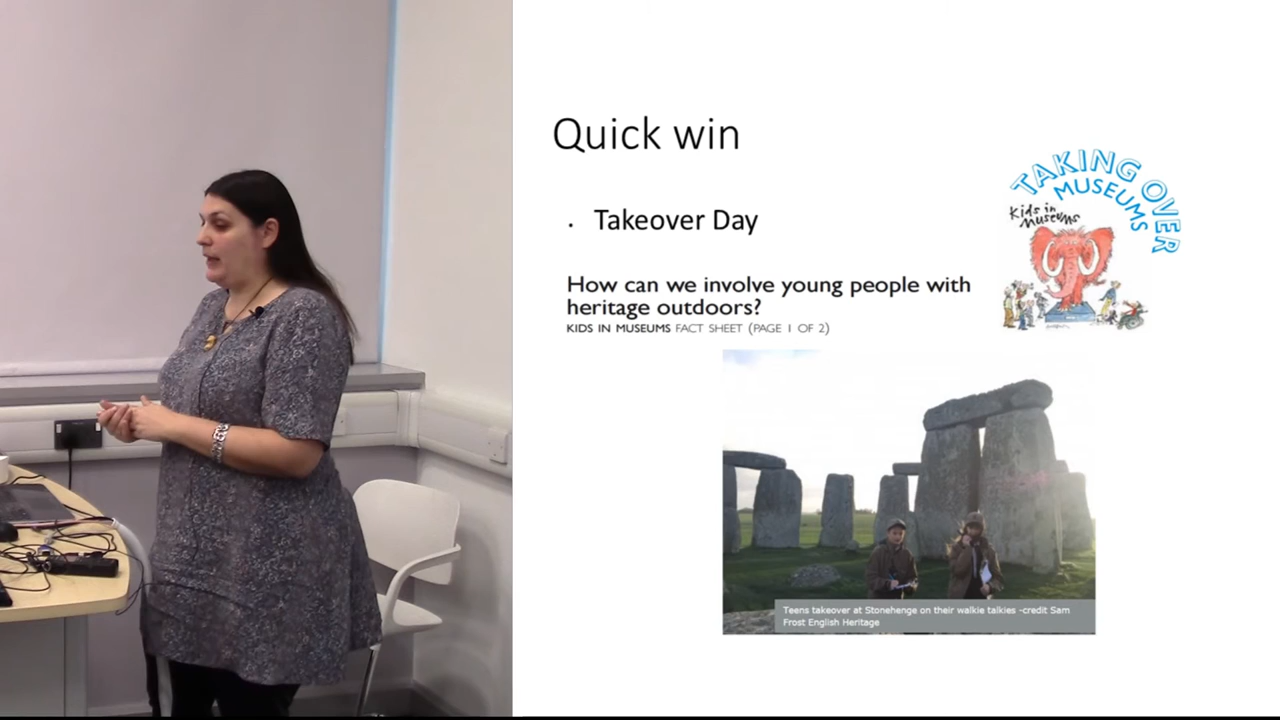 Quick win
TAKING OVER
MUSEUMS
Kids in
Museums
• Takeover Day
How can we involve young people with
heritage outdoors?
KIDS IN MUSEUMS FACT SHEET (PAGE 1 OF 2)
Teens takeover at Stonehenge on their walkie talkies -credit Sam
Frost English Heritage